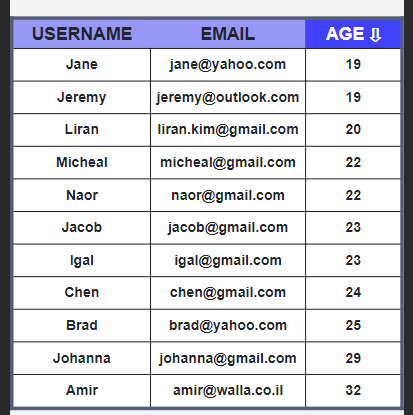 USERNAME EMAIL AGE ⇩
Jane jane@yahoo.com 19
Jeremy jeremy@outlook.com 19
Liran liran.kim@gmail.com 20
Micheal micheal@gmail.com 22
Naor naor@gmail.com 22
Jacob jacob@gmail.com 23
Igal igal@gmail.com 23
Chen chen@gmail.com 24
Brad brad@yahoo.com 25
Johanna johanna@gmail.com 29
Amir amir@walla.co.il 32